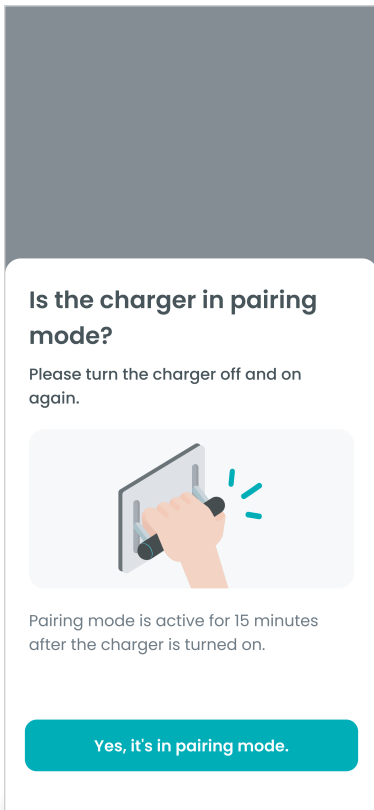 Is the charger in pairing
mode?
Please turn the charger off and on
again.
Pairing mode is active for 15 minutes
after the charger is turned on.
Yes, it's in pairing mode.